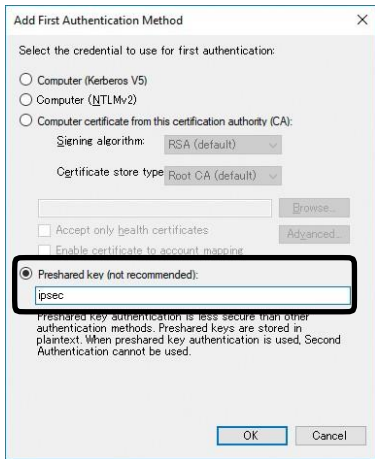 Add First Authentication Method
Select the credential to use for first authentication:
Computer (Kerberos V5)
Computer (NTLMv2)
Computer certificate from this certification authority (CA):
Signing algorithm: RSA (default)
Certificate store type Root CA (default)
Browse...
Accept only health certificates Advanced...
Enable certificate to account mapping
Preshared key (not recommended):
ipsec
Preshared key authentication is less secure than other
authentication methods. Preshared keys are stored in
plaintext. When preshared key authentication is used, Second
Authentication cannot be used.
OK Cancel